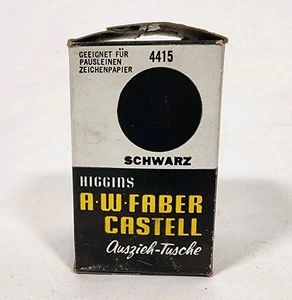 GEEIGNET FÜR 4415
PAUSLEINEN
ZEICHENPAPIER
SCHWARZ
HIGGINS
A·W·FABER
CASTELL
Auszieh-Tusche